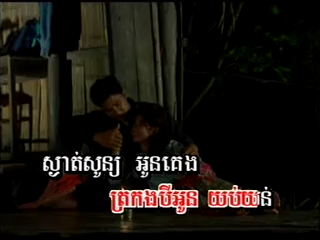 ស្ងាត់សូន្យ អូនគេង
ត្រកងបីអូន យប់យន់